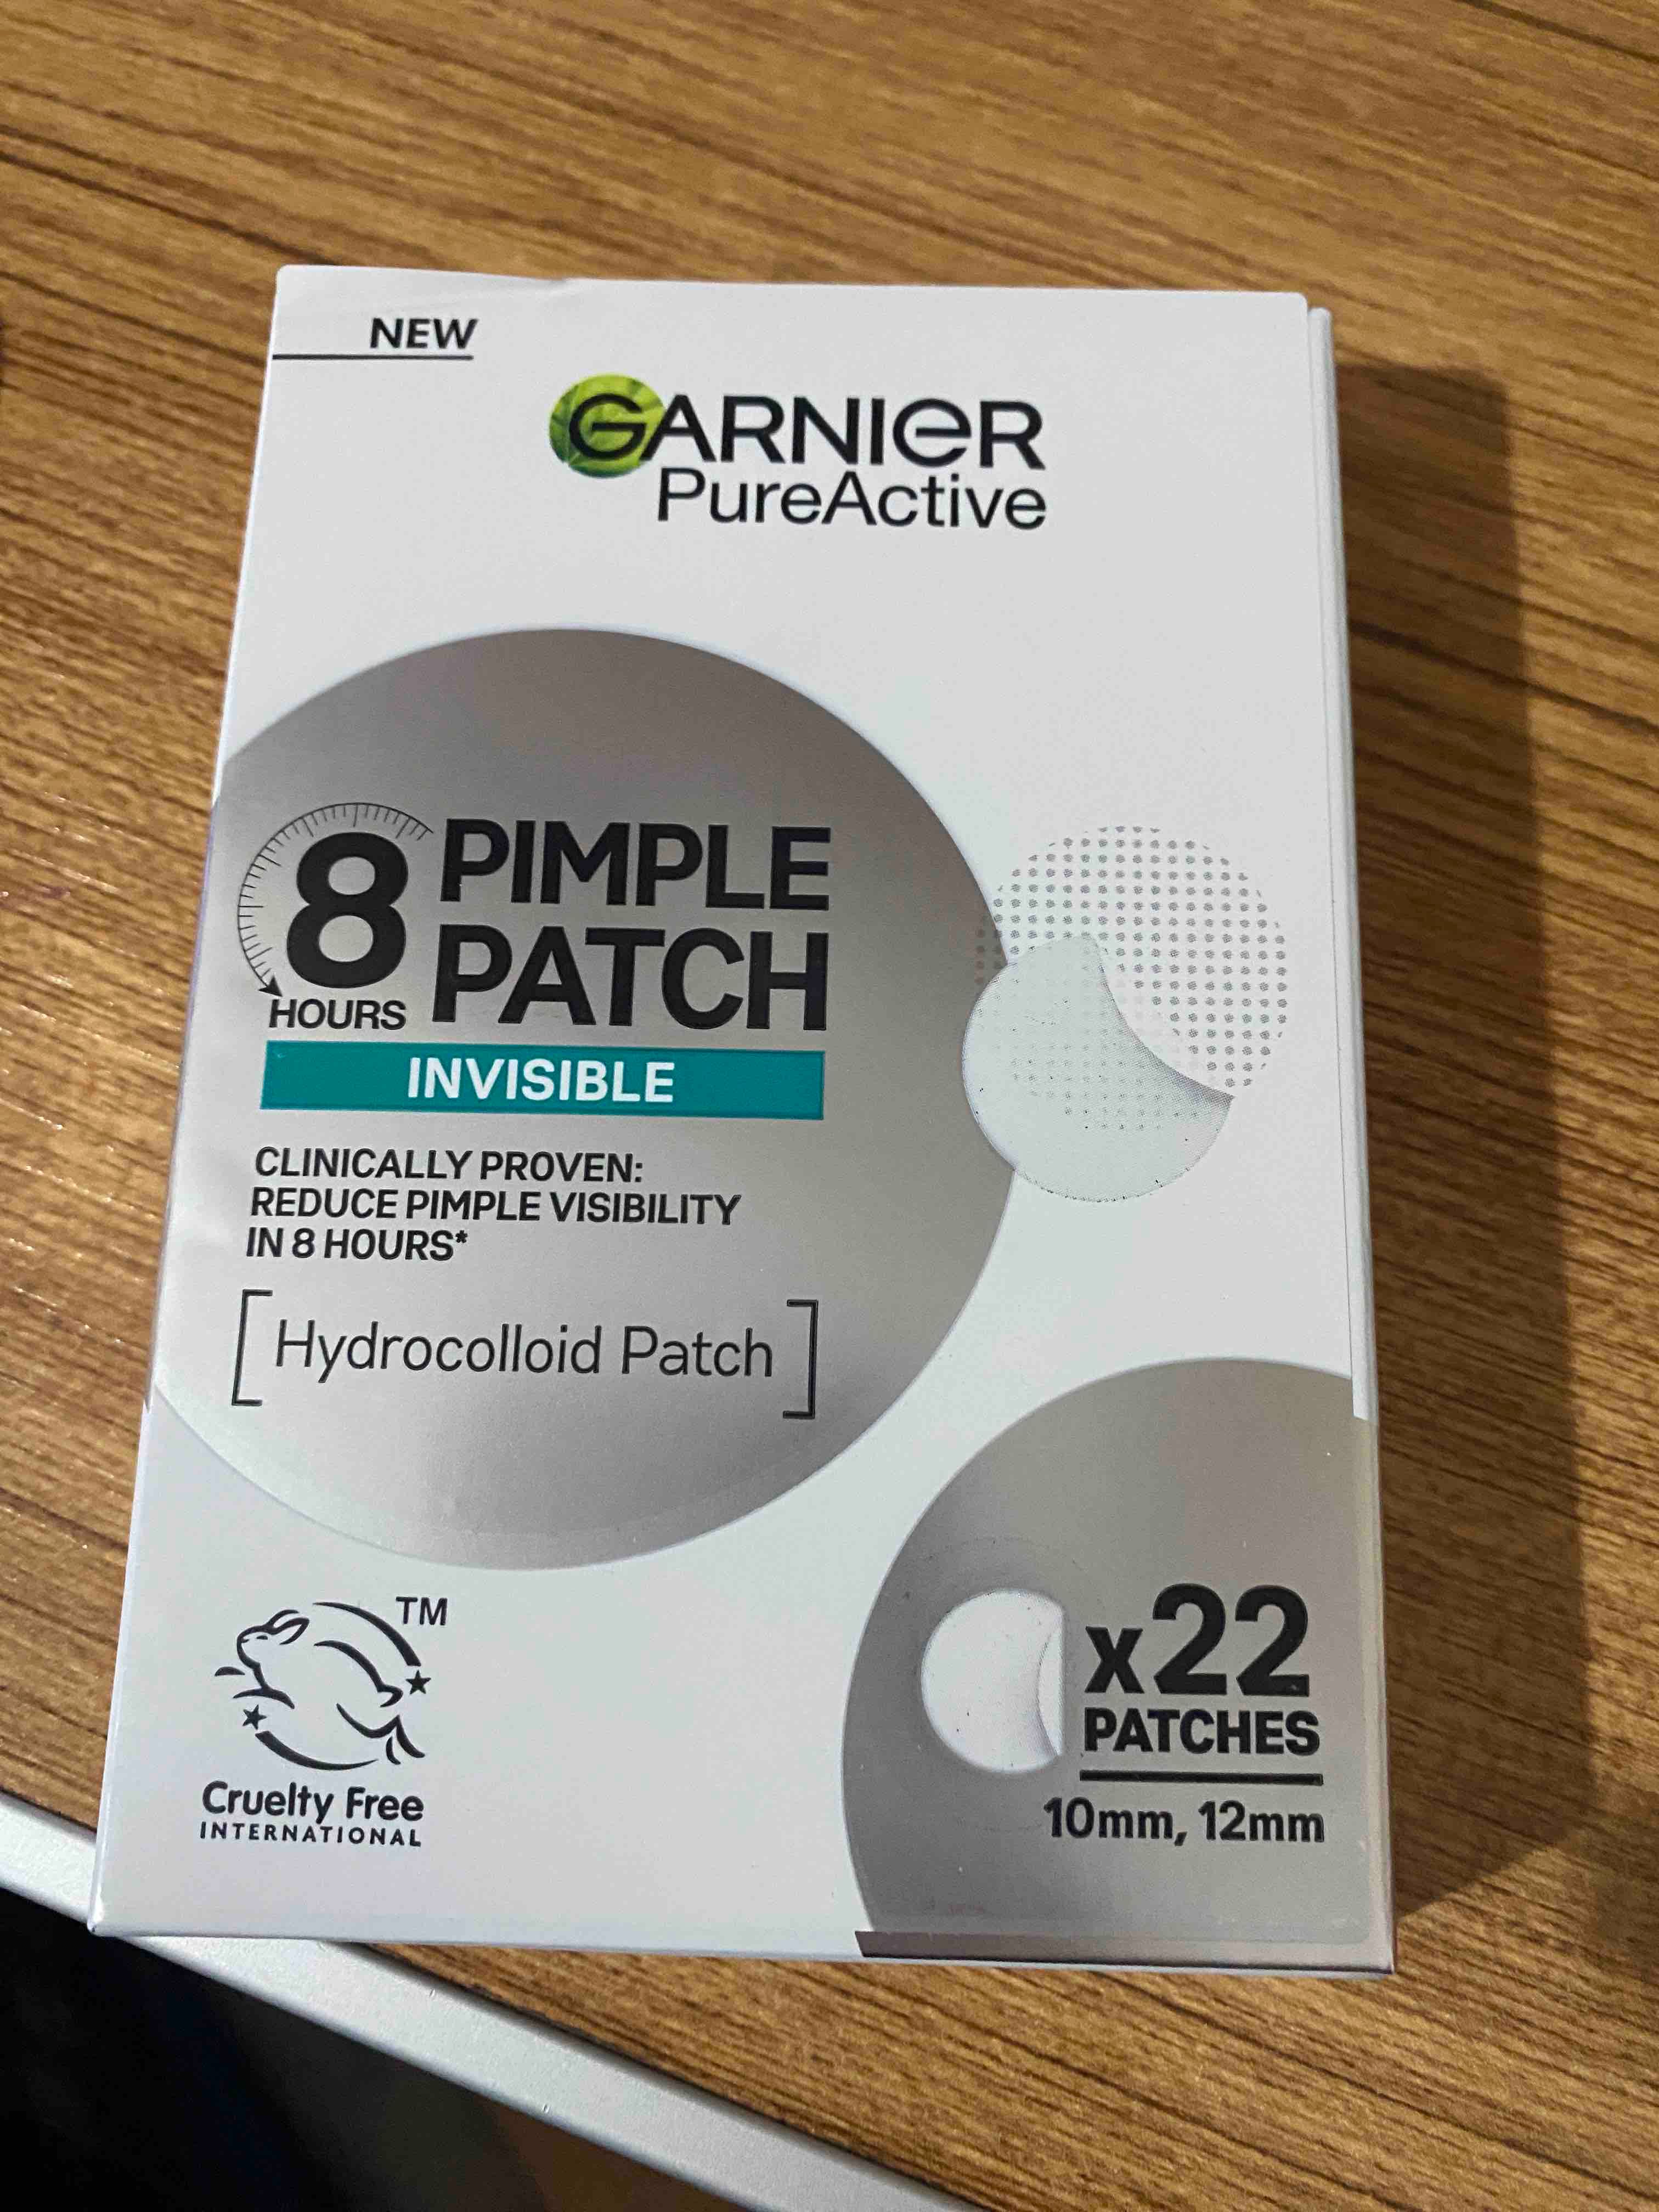 NEW
GARNIER
PureActive
8 HOURS
PIMPLE
PATCH
INVISIBLE
CLINICALLY PROVEN:
REDUCE PIMPLE VISIBILITY
IN 8 HOURS*
[Hydrocolloid Patch]
TM
Cruelty Free
INTERNATIONAL
x22
PATCHES
10mm, 12mm